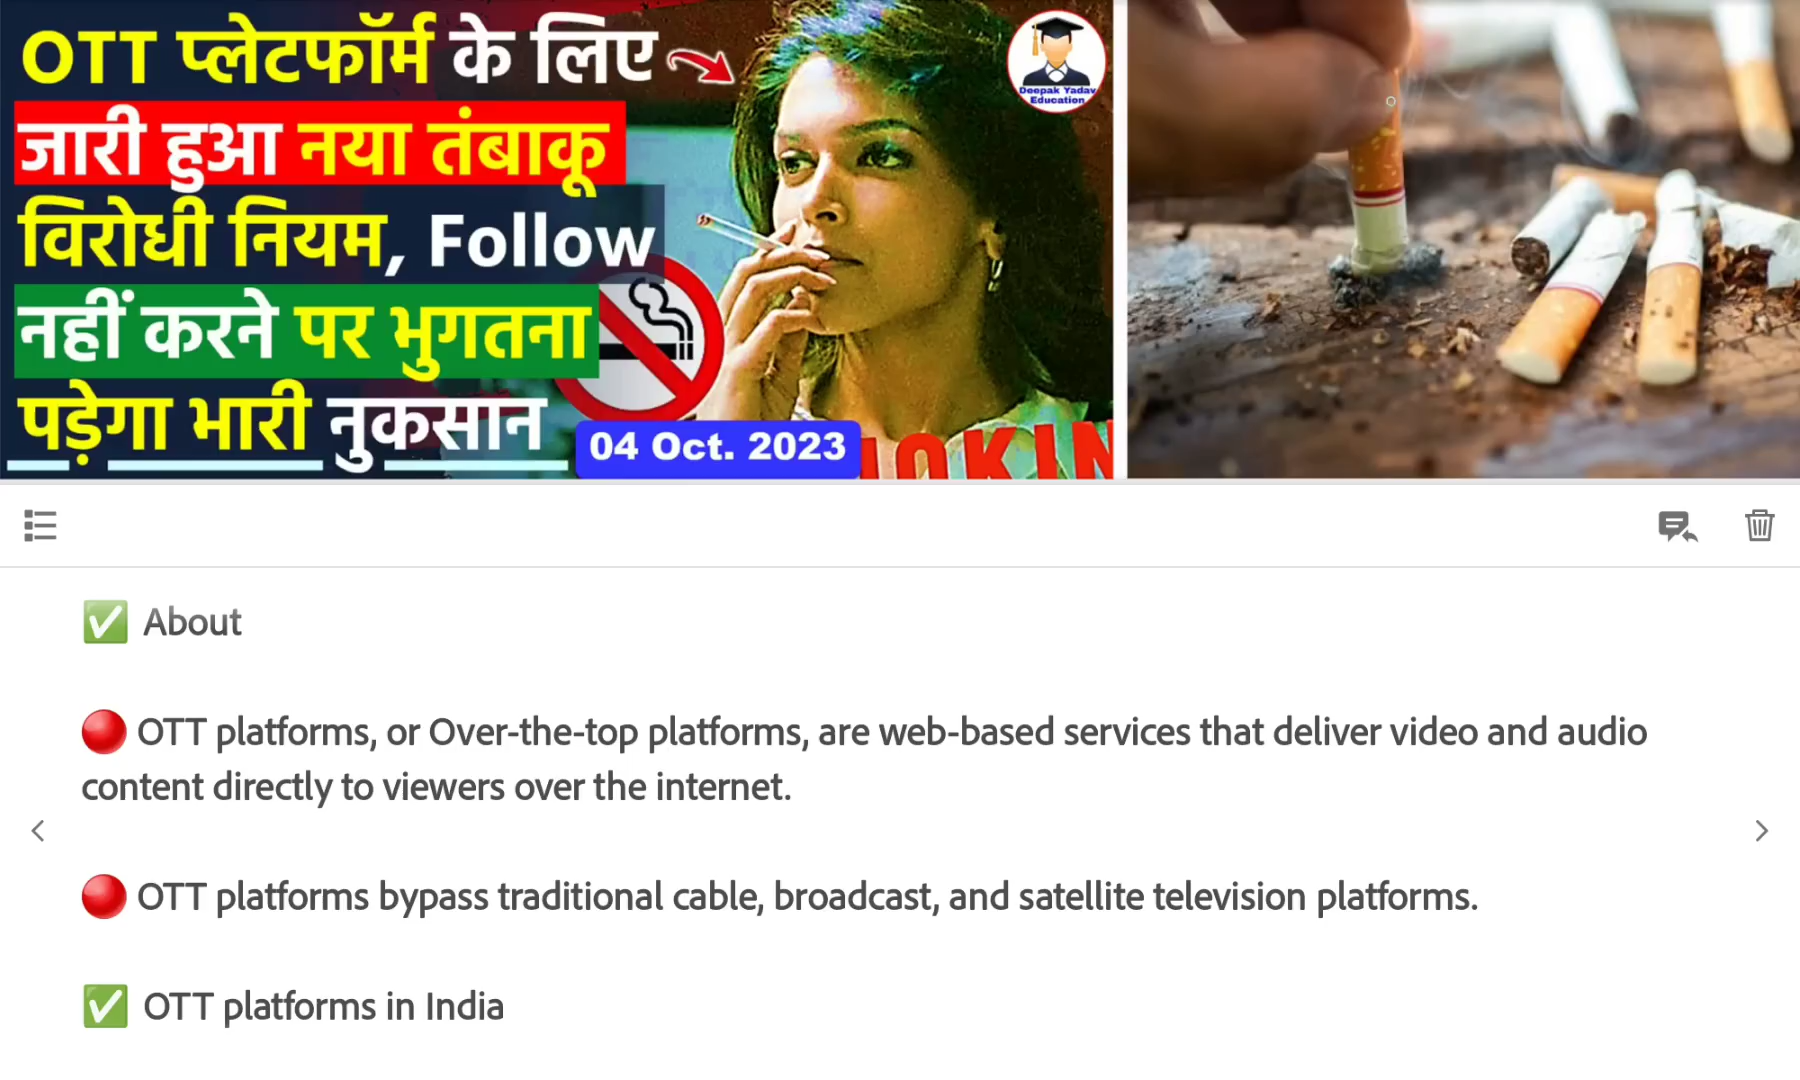 OTT प्लेटफॉर्म के लिए
जारी हुआ नया तंबाकू
विरोधी नियम, Follow
नहीं करने पर भुगतना
पड़ेगा भारी नुकसान
04 Oct. 2023
Deepak Yadav
Education
✅ About
🔴 OTT platforms, or Over-the-top platforms, are web-based services that deliver video and audio
content directly to viewers over the internet.
🔴 OTT platforms bypass traditional cable, broadcast, and satellite television platforms.
✅ OTT platforms in India